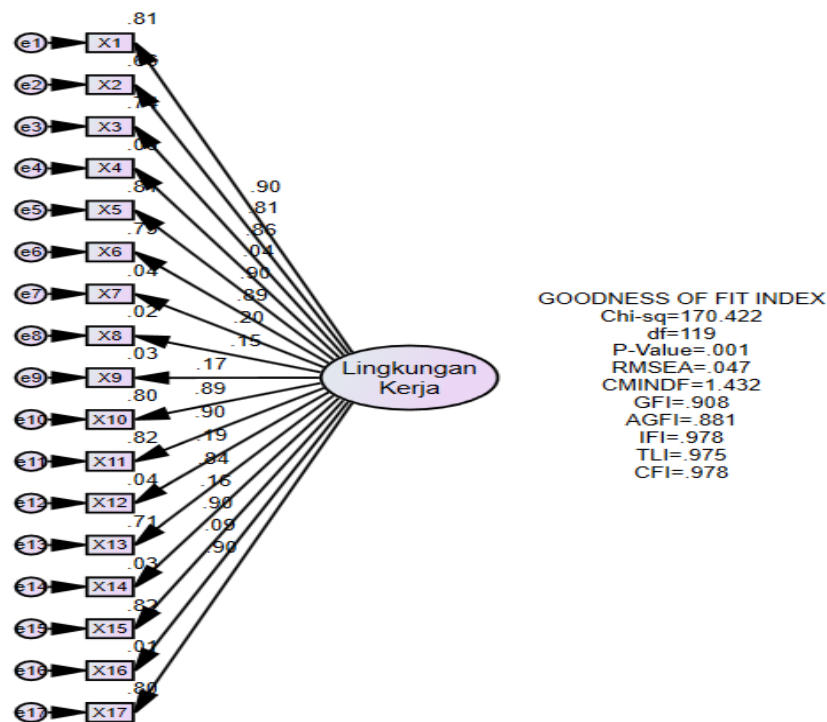 .81
e1 X1
.66
e2 X2
.74
e3 X3
e4 X4
e5 X5
.79
e6 X6
.04
e7 X7
.02
e8 X8
.03
e9 X9
.80
e10 X10
.82
e11 X11
.04
e12 X12
.71
e13 X13
.03
e14 X14
.82
e15 X15
.01
e16 X16
.80
e17 X17
.90
.81
.86
.04
.90
.89
.20
.15
.17
.89
.90
.19
.84
.16
.90
.09
.90
Lingkungan
Kerja
GOODNESS OF FIT INDEX
Chi-sq=170.422
df=119
P-Value=.001
RMSEA=.047
CMINDF=1.432
GFI=.908
AGFI=.881
IFI=.978
TLI=.975
CFI=.978